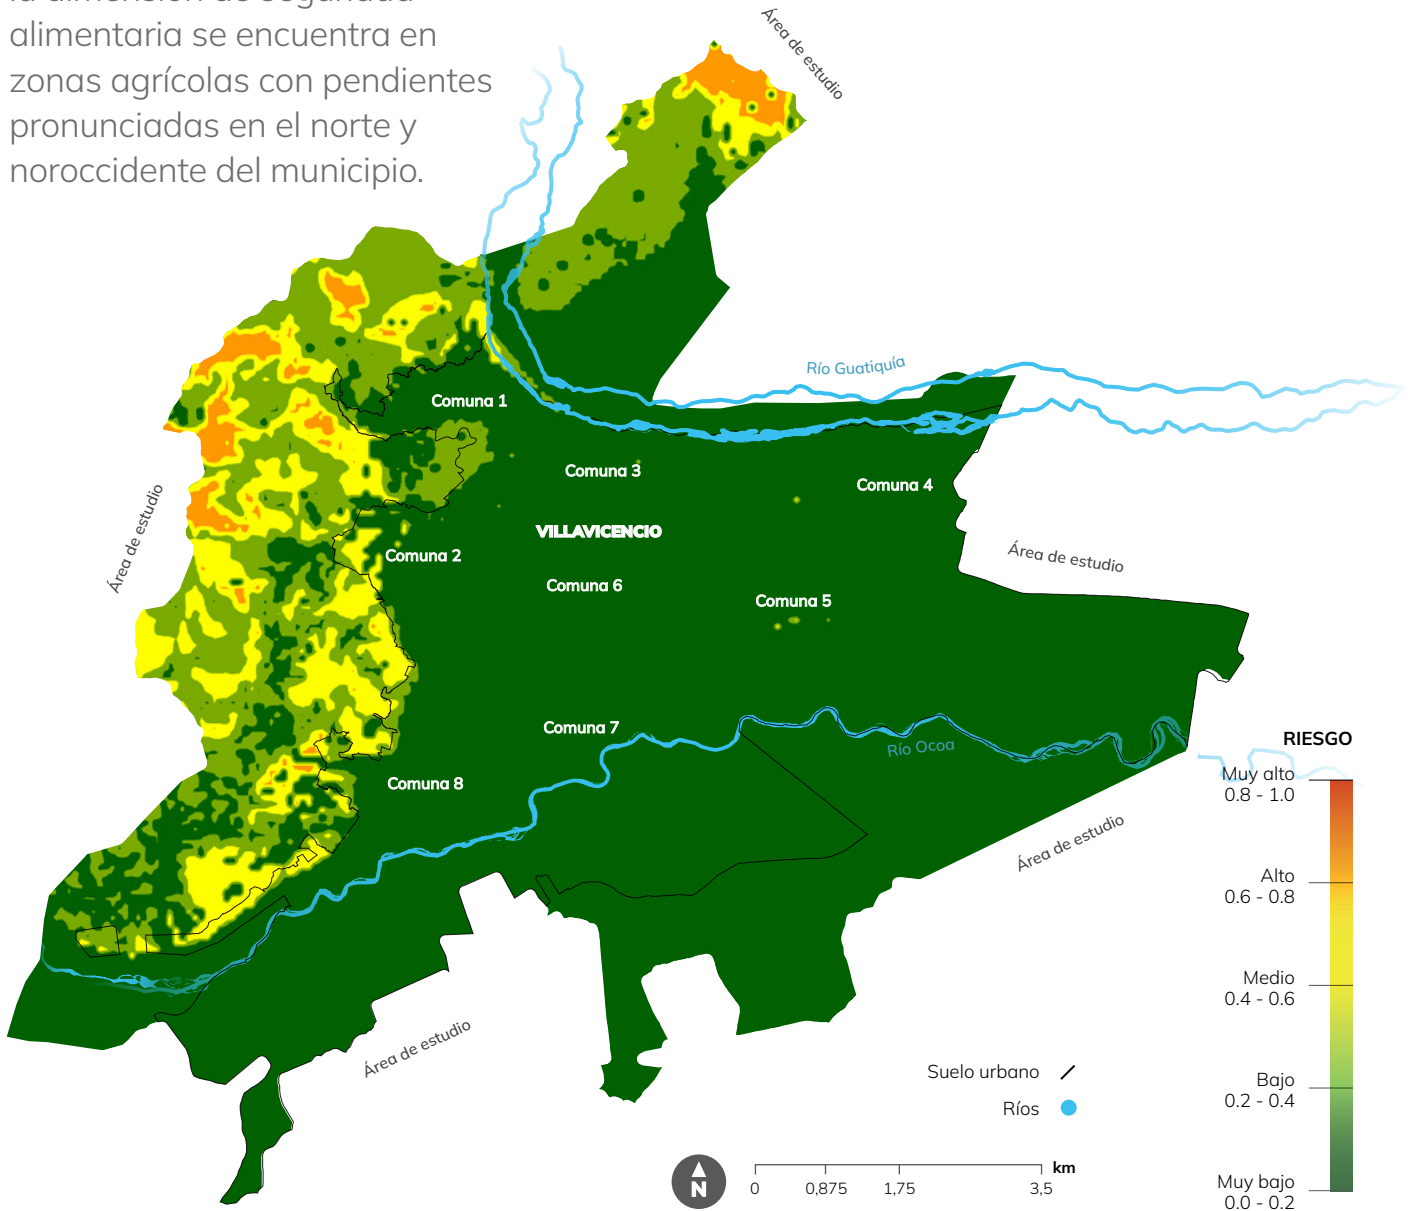 la dimensión de seguridad
alimentaria se encuentra en
zonas agrícolas con pendientes
pronunciadas en el norte y
noroccidente del municipio.
Área de estudio
Río Guatiquía
Comuna 1
Comuna 3
Comuna 4
Área de estudio
VILLAVICENCIO
Comuna 2
Área de estudio
Comuna 6
Comuna 5
Comuna 7
Río Ocoa
Comuna 8
Área de estudio
Área de estudio
RIESGO
Muy alto
0.8 - 1.0
Alto
0.6 - 0.8
Medio
0.4 - 0.6
Bajo
0.2 - 0.4
Muy bajo
0.0 - 0.2
Suelo urbano
Ríos
N
km
0 0,875 1,75 3,5